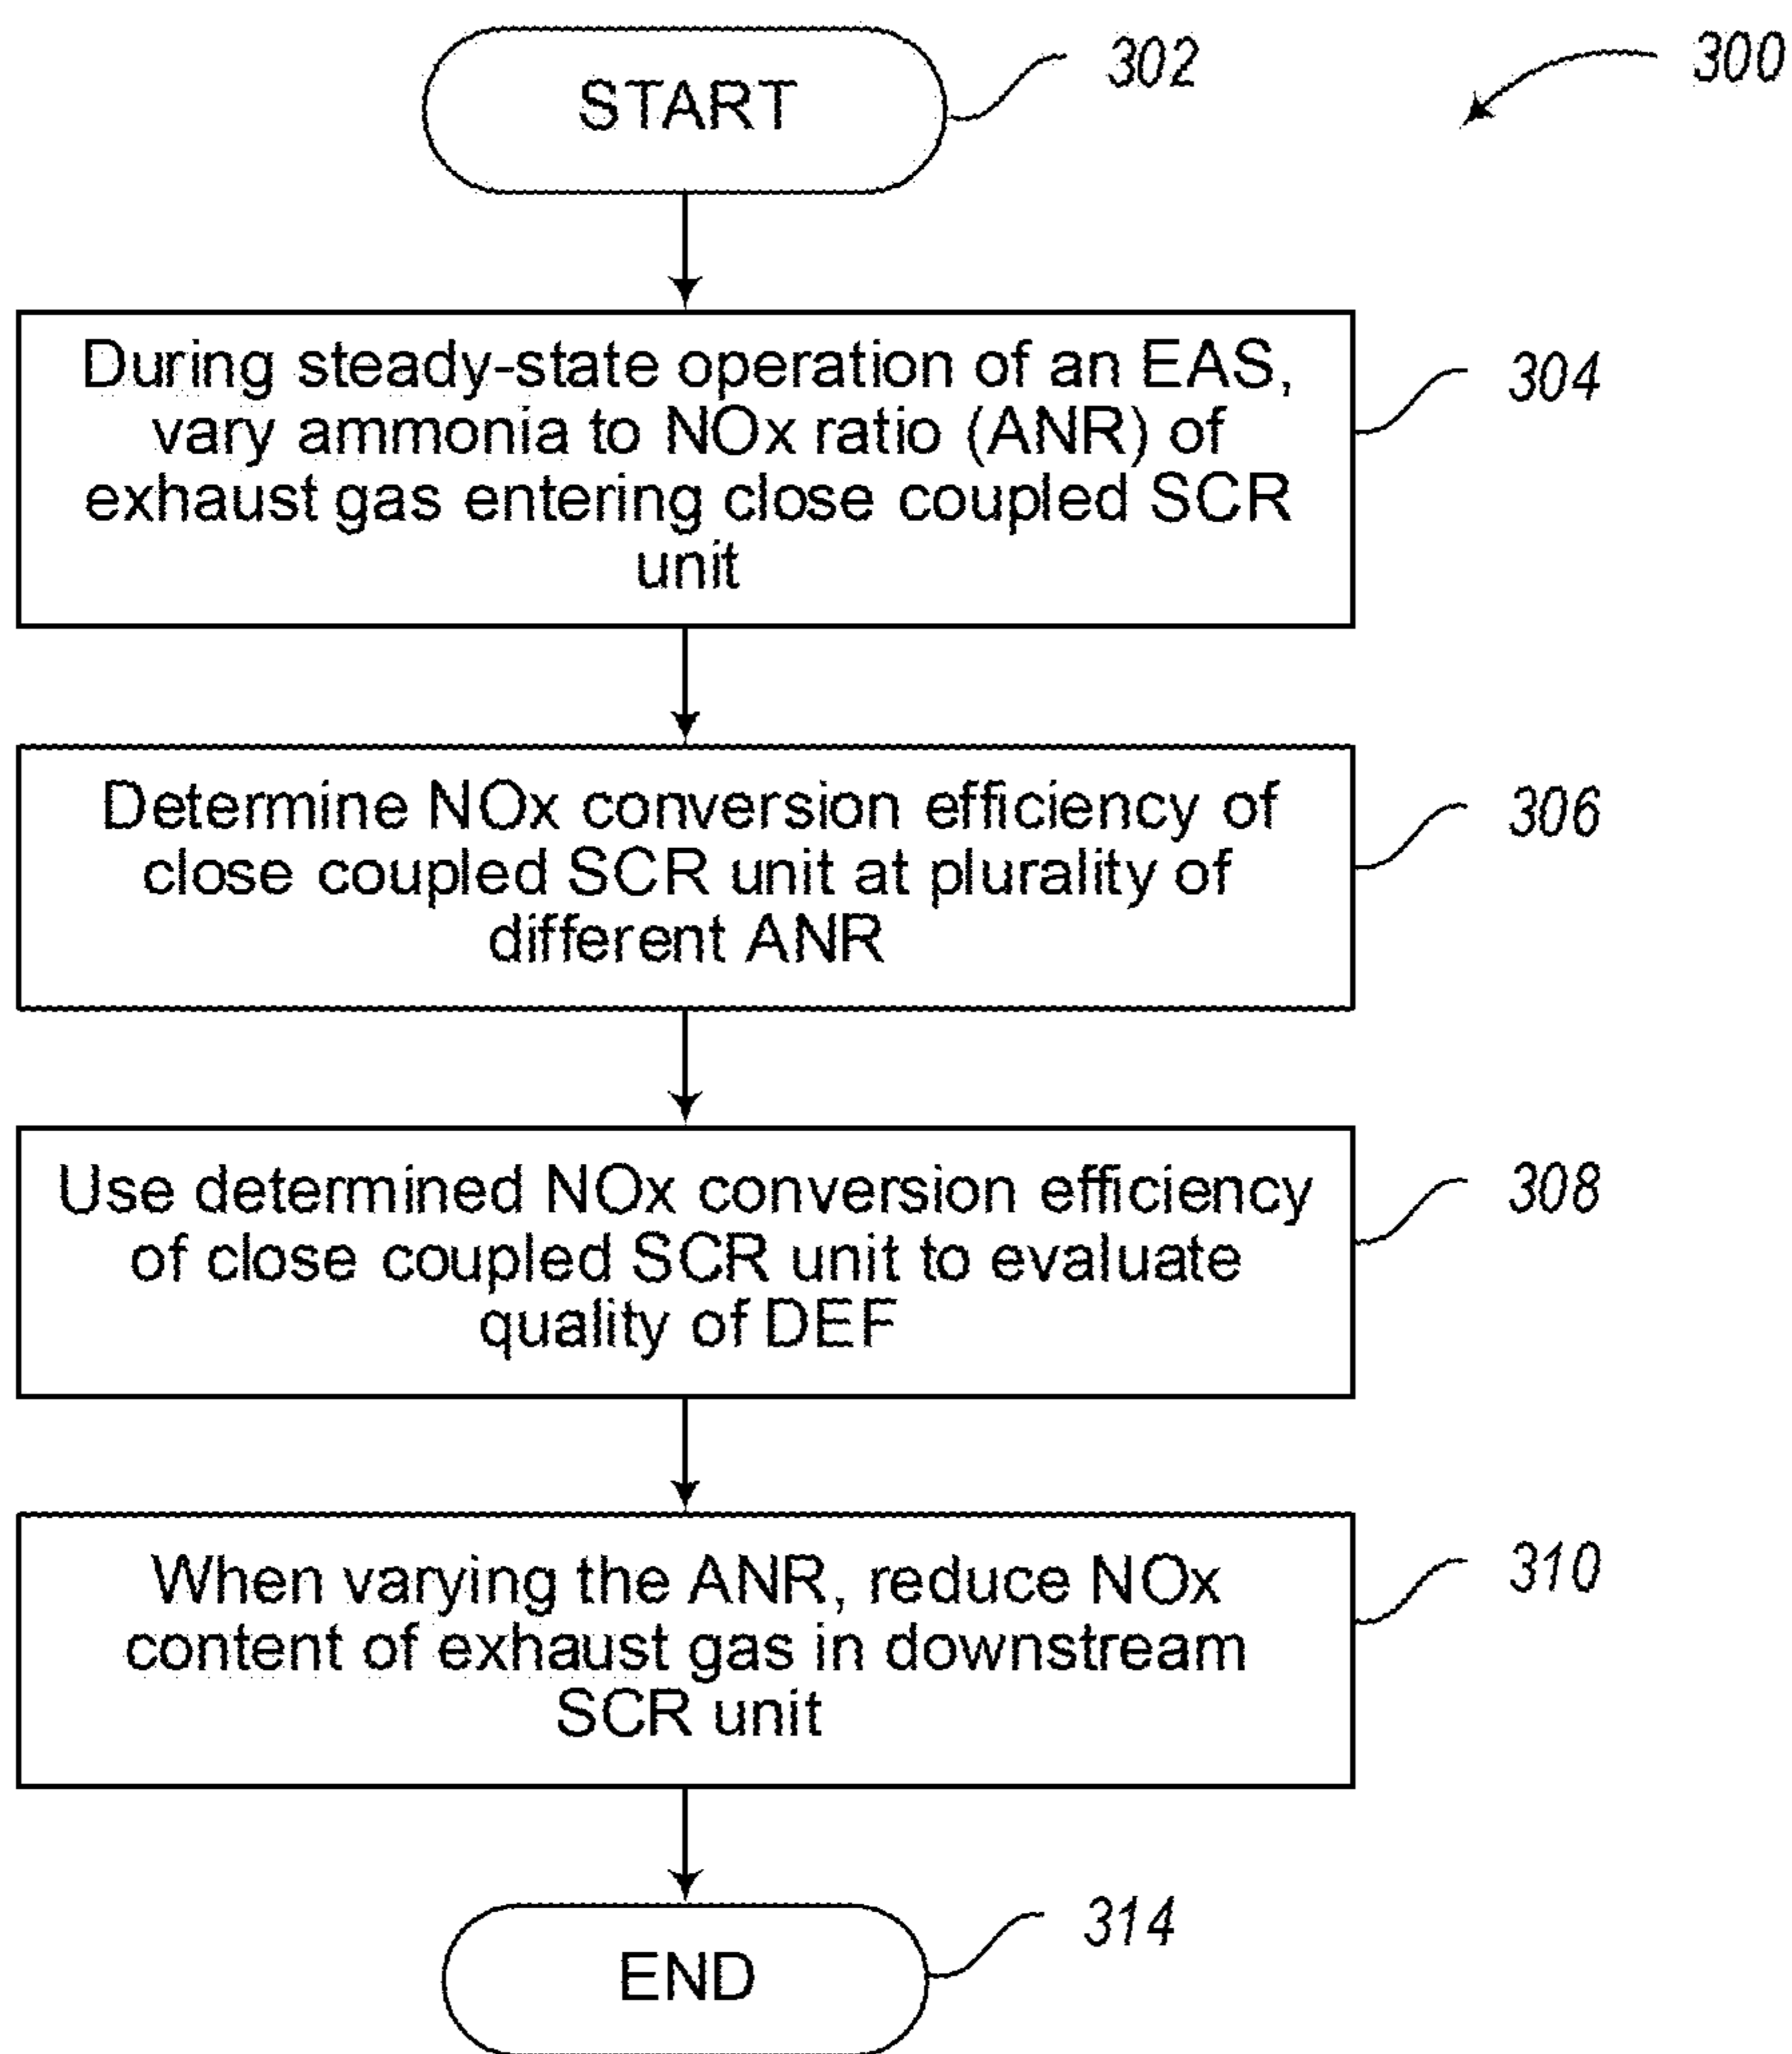 START
302
300
During steady-state operation of an EAS,
vary ammonia to NOx ratio (ANR) of
exhaust gas entering close coupled SCR
unit
304
Determine NOx conversion efficiency of
close coupled SCR unit at plurality of
different ANR
306
Use determined NOx conversion efficiency
of close coupled SCR unit to evaluate
quality of DEF
308
When varying the ANR, reduce NOx
content of exhaust gas in downstream
SCR unit
310
END
314